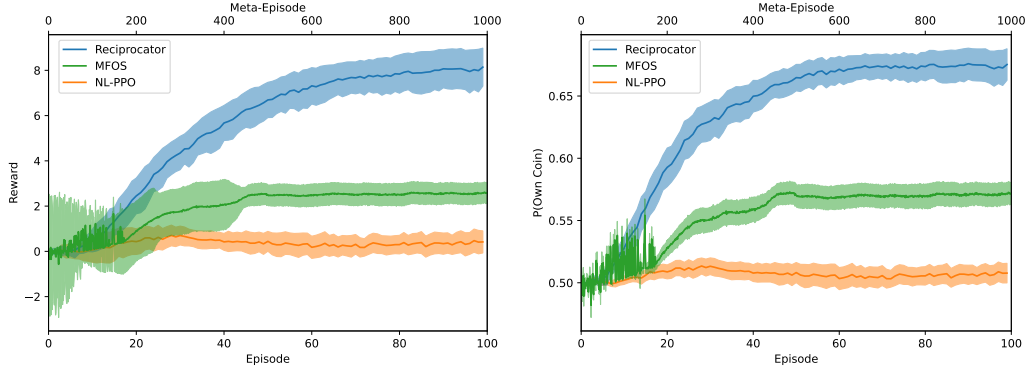 Meta-Episode
0 200 400 600 800 1000
Reciprocator
MFOS
NL-PPO
8
6
4
2
0
−2
Reward
0 20 40 60 80 100
Episode
Meta-Episode
0 200 400 600 800 1000
Reciprocator
MFOS
NL-PPO
0.65
0.60
0.55
0.50
P(Own Coin)
0 20 40 60 80 100
Episode